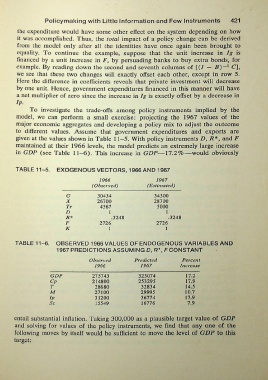 Policymaking with Little Information and Few Instruments 421
the expenditure would have some other effect on the system depending on how
it was accomplished. Thus, the total impact of a policy change can be derived
from the model only after all the identities have once again been brought to
equality. To continue the example, suppose that the unit increase in Ig is
financed by a unit increase in F, by persuading banks to buy extra bonds, for
example. By reading down the second and seventh columns of [(I − B)−¹ C],
we see that these two changes will exactly offset each other, except in row 5.
Here the difference in coefficients reveals that private investment will decrease
by one unit. Hence, government expenditures financed in this manner will have
a net multiplier of zero since the increase in Ig is exactly offset by a decrease in
Ip.
To investigate the trade-offs among policy instruments implied by the
model, we can perform a small exercise: projecting the 1967 values of the
major economic aggregates and developing a policy mix to adjust the outcome
to different values. Assume that government expenditures and exports are
given at the values shown in Table 11–5. With policy instruments D, R*, and F
maintained at their 1966 levels, the model predicts an extremely large increase
in GDP (see Table 11–6). This increase in GDP—17.2%—would obviously
TABLE 11–5. EXOGENOUS VECTORS, 1966 AND 1967
1966 1967
(Observed) (Estimated)
G 30434 34300
X 26700 28700
Tr 4567 5000
D 1 1
R* .3248 .3248
F 2726 2726
K 1 1
TABLE 11–6. OBSERVED 1966 VALUES OF ENDOGENOUS VARIABLES AND
1967 PREDICTIONS ASSUMING D, R*, F CONSTANT
Observed Predicted Percent
1966 1967 Increase
GDP 275743 323074 17.2
Cp 214800 253295 17.9
T 28680 32834 14.5
M 27100 29995 10.7
Ip 31200 36774 17.9
Sc 15549 16776 7.9
entail substantial inflation. Taking 300,000 as a plausible target value of GDP
and solving for values of the policy instruments, we find that any one of the
following moves by itself would be sufficient to move the level of GDP to this
target: